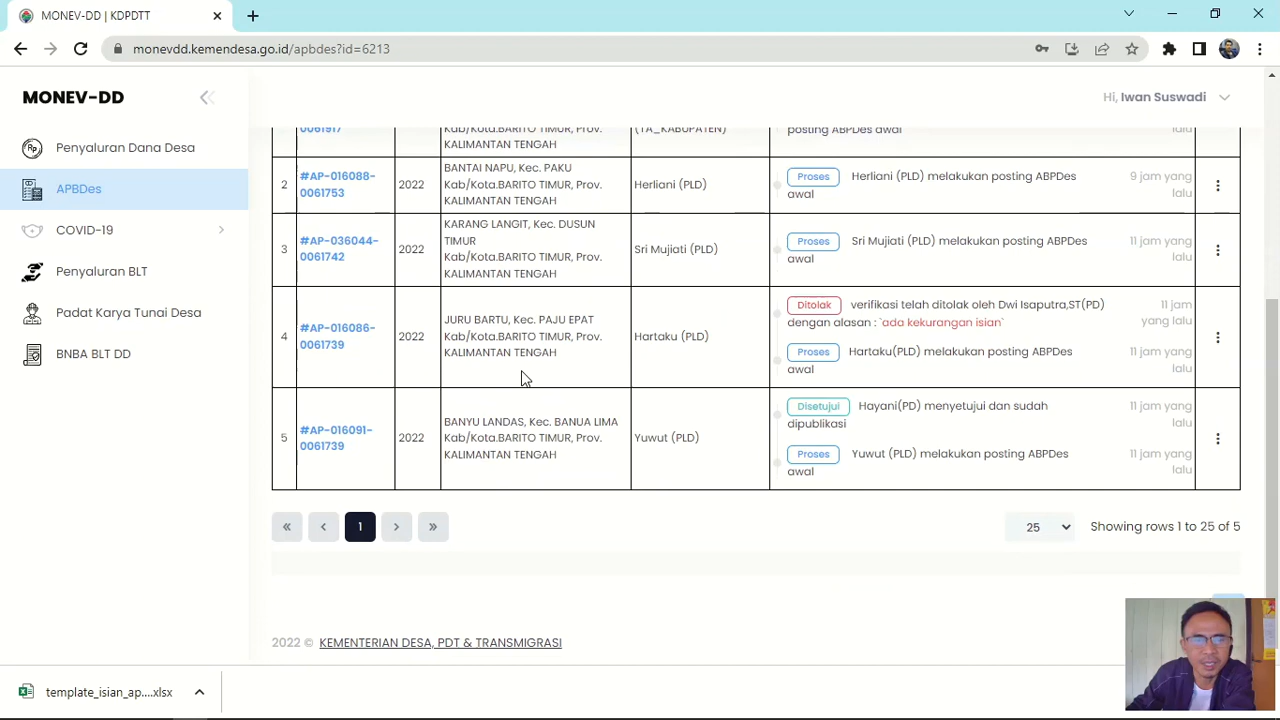 MONEV-DD | KDPDTT
monevdd.kemendesa.go.id/apbdes?id=6213
MONEV-DD
Hi, Iwan Suswadi
Penyaluran Dana Desa
APBDes
COVID-19
Penyaluran BLT
Padat Karya Tunai Desa
BNBA BLT DD
0061917
KALIMANTAN TENGAH
(TA_KABUPATEN)
posting ABPDes awal
lalu
2
#AP-016088-
0061753
2022
BANTAI NAPU, Kec. PAKU
Kab/Kota.BARITO TIMUR, Prov.
KALIMANTAN TENGAH
Herliani (PLD)
Proses Herliani (PLD) melakukan posting ABPDes
awal
9 jam yang
lalu
3
#AP-036044-
0061742
2022
KARANG LANGIT, Kec. DUSUN
TIMUR
Kab/Kota.BARITO TIMUR, Prov.
KALIMANTAN TENGAH
Sri Mujiati (PLD)
Proses Sri Mujiati (PLD) melakukan posting ABPDes
awal
11 jam yang
lalu
4
#AP-016086-
0061739
2022
JURU BARTU, Kec. PAJU EPAT
Kab/Kota.BARITO TIMUR, Prov.
KALIMANTAN TENGAH
Hartaku (PLD)
Ditolak verifikasi telah ditolak oleh Dwi Isaputra,ST(PD)
dengan alasan : `ada kekurangan isian`
11 jam
yang lalu
Proses Hartaku(PLD) melakukan posting ABPDes
awal
11 jam yang
lalu
5
#AP-016091-
0061739
2022
BANYU LANDAS, Kec. BANUA LIMA
Kab/Kota.BARITO TIMUR, Prov.
KALIMANTAN TENGAH
Yuwut (PLD)
Disetujui Hayani(PD) menyetujui dan sudah
dipublikasi
11 jam yang
lalu
Proses Yuwut (PLD) melakukan posting ABPDes
awal
11 jam yang
lalu
« ‹ 1 › »
25
Showing rows 1 to 25 of 5
2022 © KEMENTERIAN DESA, PDT & TRANSMIGRASI
template_isian_ap....xlsx